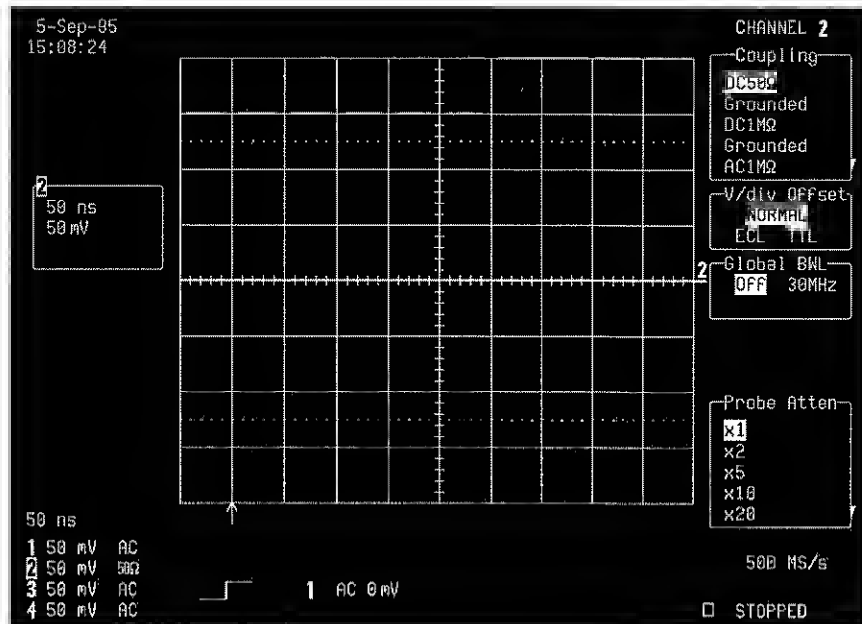 5-Sep-95
15:08:24
2
50 ns
50 mV
50 ns
1 50 mV AC
2 50 mV 50Ω
3 50 mV AC
4 50 mV AC
1 AC 0mV
2
CHANNEL 2
Coupling
DC50Ω
Grounded
DC1MΩ
Grounded
AC1MΩ
V/div Offset
NORMAL
ECL TTL
Global BWL
Off 30MHz
Probe Atten
x1
x2
x5
x10
x20
500 MS/s
STOPPED